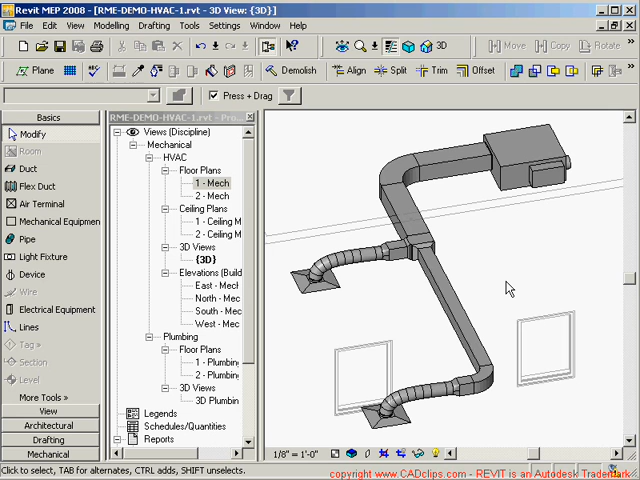 Revit MEP 2008 - [RME-DEMO-HVAC-1.rvt - 3D View: {3D}]
File Edit View Modelling Drafting Tools Settings Window Help
3D Move Copy Rotate
Plane Demolish Align Split Trim Offset
Press + Drag
Basics
Modify
Room
Duct
Flex Duct
Air Terminal
Mechanical Equipmen
Pipe
Light Fixture
Device
Wire
Electrical Equipment
Lines
Tag »
Section
Level
More Tools »
View
Architectural
Drafting
Mechanical
RME-DEMO-HVAC-1.rvt - Pro...
Views (Discipline)
Mechanical
HVAC
Floor Plans
1 - Mech
2 - Mech
Ceiling Plans
1 - Ceiling M
2 - Ceiling M
3D Views
{3D}
Elevations (Build
East - Mech
North - Mec
South - Mec
West - Mec
Plumbing
Floor Plans
1 - Plumbing
2 - Plumbing
3D Views
3D Plumbin
Legends
Schedules/Quantities
Reports
1/8" = 1'-0"
Click to select, TAB for alternates, CTRL adds, SHIFT unselects.
copyright www.CADclips.com - REVIT is an Autodesk Trademark